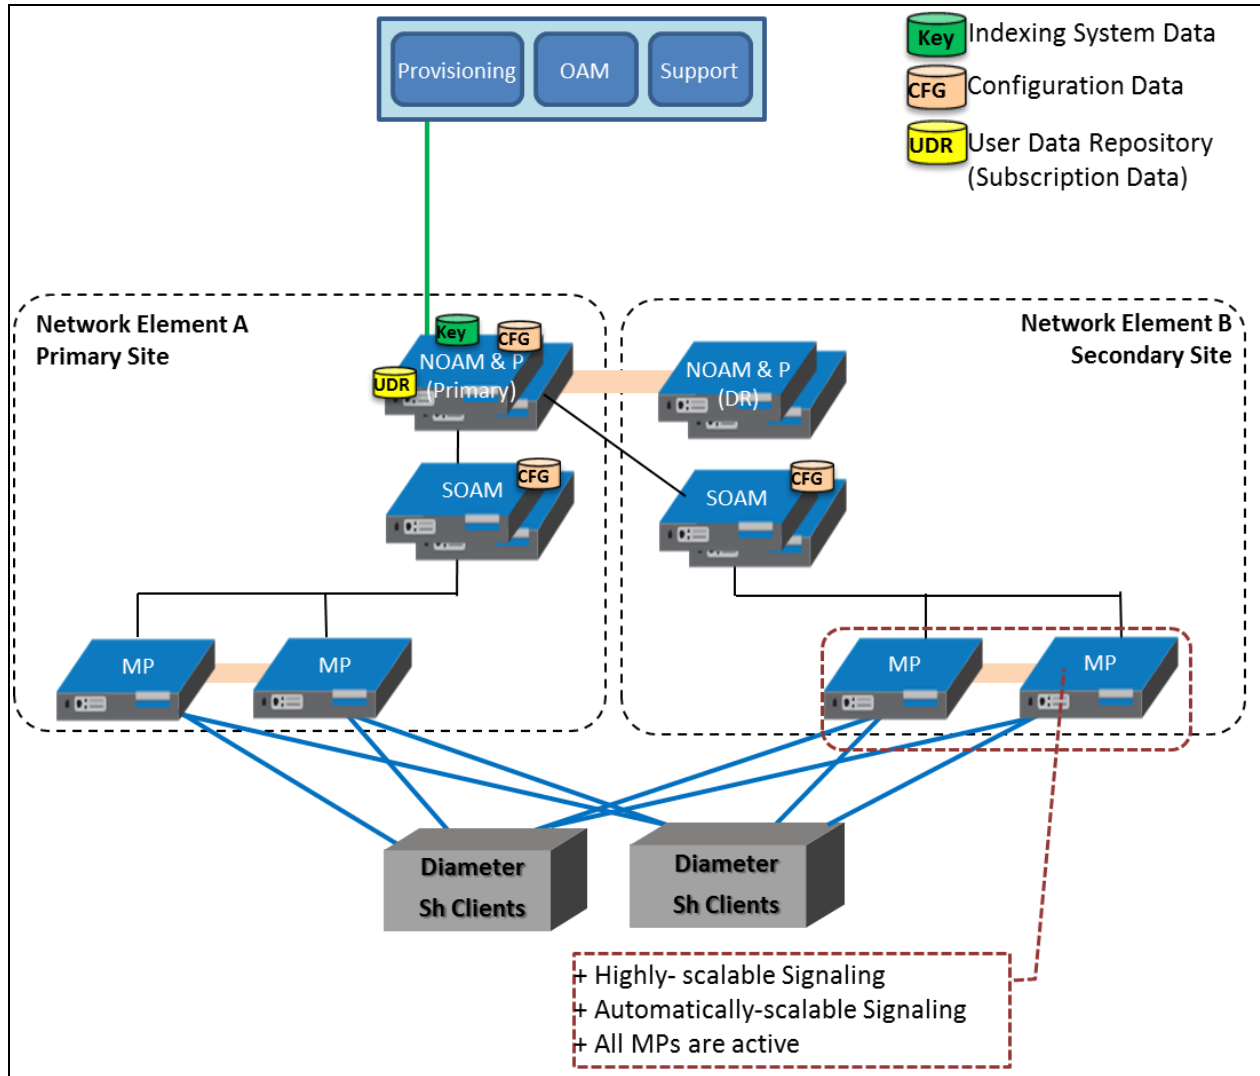 Provisioning
OAM
Support
Key
Indexing System Data
CFG
Configuration Data
UDR
User Data Repository
(Subscription Data)
Network Element A
Primary Site
Network Element B
Secondary Site
Key
CFG
UDR
NOAM & P
(Primary)
NOAM & P
(DR)
SOAM
CFG
SOAM
CFG
MP
MP
MP
MP
Diameter
Sh Clients
Diameter
Sh Clients
+ Highly- scalable Signaling
+ Automatically-scalable Signaling
+ All MPs are active